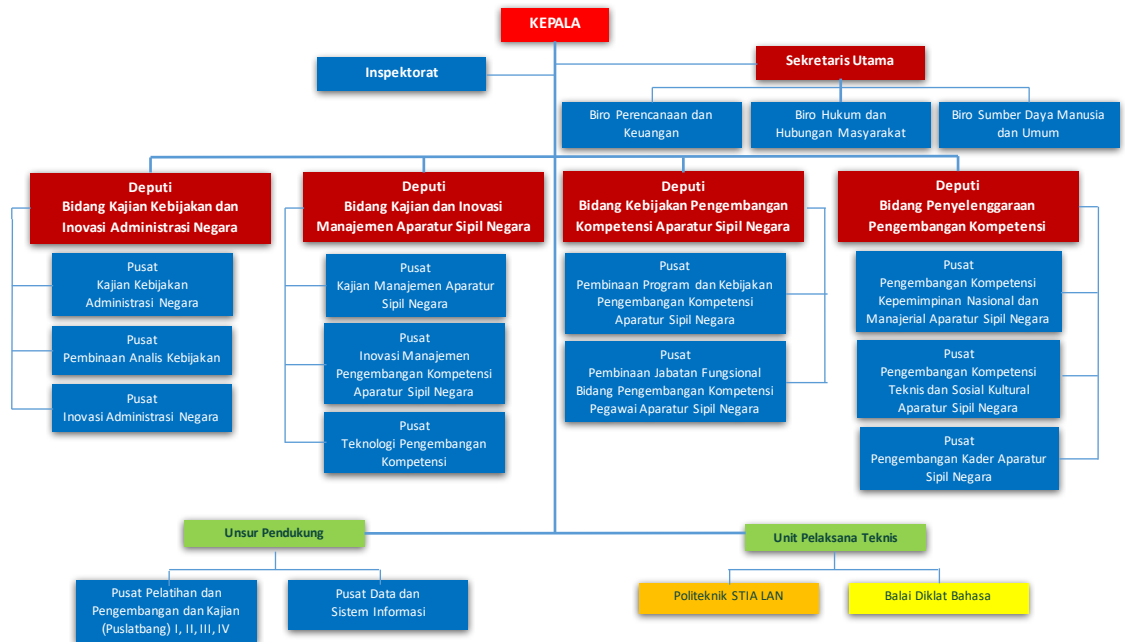 KEPALA
Inspektorat
Sekretaris Utama
Biro Perencanaan dan
Keuangan
Biro Hukum dan
Hubungan Masyarakat
Biro Sumber Daya Manusia
dan Umum
Deputi
Bidang Kajian Kebijakan dan
Inovasi Administrasi Negara
Pusat
Kajian Kebijakan
Administrasi Negara
Pusat
Pembinaan Analis Kebijakan
Pusat
Inovasi Administrasi Negara
Deputi
Bidang Kajian dan Inovasi
Manajemen Aparatur Sipil Negara
Pusat
Kajian Manajemen Aparatur
Sipil Negara
Pusat
Inovasi Manajemen
Pengembangan Kompetensi
Aparatur Sipil Negara
Pusat
Teknologi Pengembangan
Kompetensi
Deputi
Bidang Kebijakan Pengembangan
Kompetensi Aparatur Sipil Negara
Pusat
Pembinaan Program dan Kebijakan
Pengembangan Kompetensi
Aparatur Sipil Negara
Pusat
Pembinaan Jabatan Fungsional
Bidang Pengembangan Kompetensi
Pegawai Aparatur Sipil Negara
Deputi
Bidang Penyelenggaraan
Pengembangan Kompetensi
Pusat
Pengembangan Kompetensi
Kepemimpinan Nasional dan
Manajerial Aparatur Sipil Negara
Pusat
Pengembangan Kompetensi
Teknis dan Sosial Kultural
Aparatur Sipil Negara
Pusat
Pengembangan Kader Aparatur
Sipil Negara
Unsur Pendukung
Pusat Pelatihan dan
Pengembangan dan Kajian
(Puslatbang) I, II, III, IV
Pusat Data dan
Sistem Informasi
Unit Pelaksana Teknis
Politeknik STIA LAN
Balai Diklat Bahasa